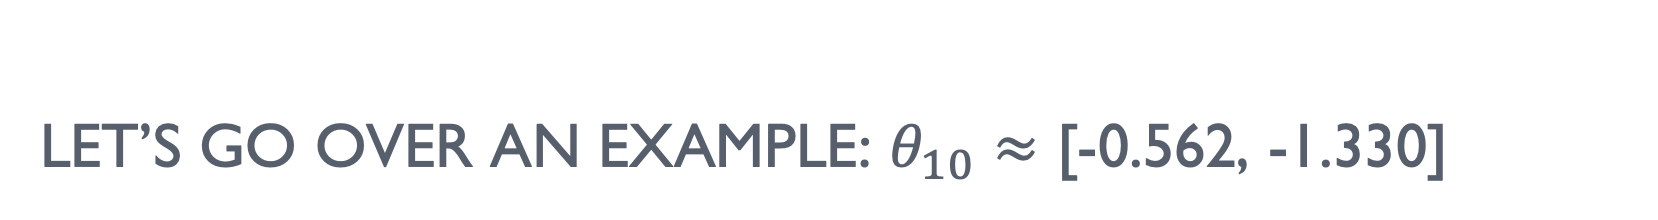 LET’S GO OVER AN EXAMPLE: θ₁₀ ≈ [-0.562, -1.330]